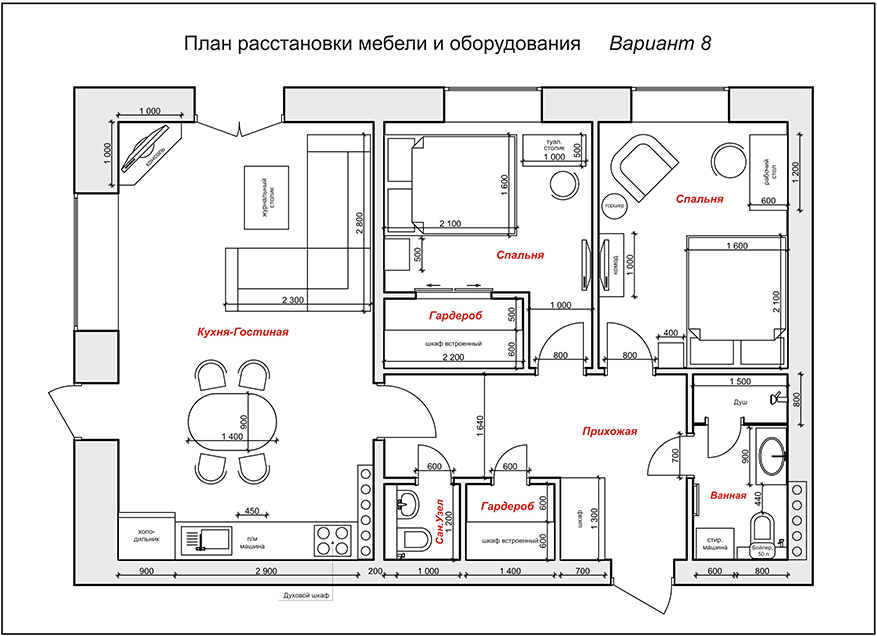 План расстановки мебели и оборудования Вариант 8
1 000
1 000
консоль
журнальный
столик
2 800
2 300
Кухня-Гостиная
900
1 400
450
холо-
дильник
п/м
машина
900
2 900
200
1 000
1 400
700
600
800
Духовой шкаф
туал.
столик
500
1 000
1 600
2 100
500
Спальня
1 000
Гардероб
500
шкаф встроенный
600
2 200
800
800
торшер
Спальня
рабочий
стол
1 200
600
комод
1 000
1 600
2 100
400
1 500
Душ
800
1 640
Прихожая
700
900
600
600
Сан.Узел
1 200
Гардероб
600
шкаф встроенный
600
шкаф
1 300
Ванная
440
стир.
машина
Бойлер,
50 л